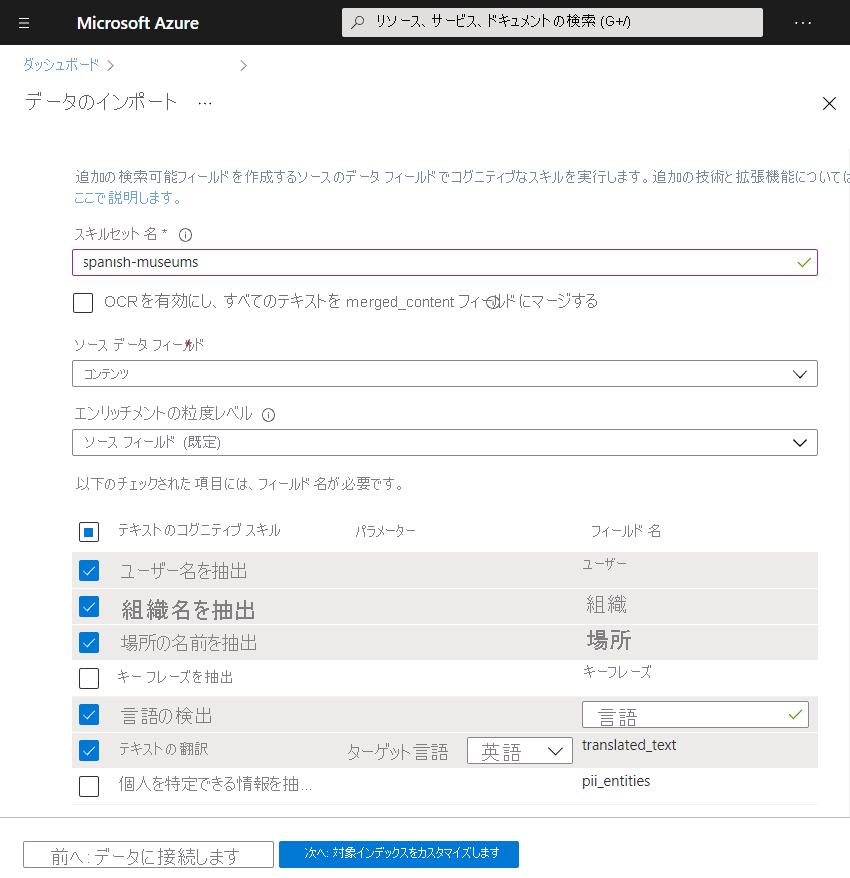 Microsoft Azure
リソース、サービス、ドキュメントの検索 (G+/)
ダッシュボード
データのインポート
追加の検索可能フィールドを作成するソースのデータ フィールドでコグニティブなスキルを実行します。追加の技術と拡張機能については
ここで説明します。
スキルセット 名 *
spanish-museums
OCRを有効にし、すべてのテキストを merged_content フィールドにマージする
ソース データ フィールド *
コンテンツ
エンリッチメントの粒度レベル
ソース フィールド (既定)
以下のチェックされた 項目には、フィールド 名が必要です。
テキストのコグニティブ スキル パラメーター フィールド 名
ユーザー名を抽出 ユーザー
組織名を抽出 組織
場所の名前を抽出 場所
キー フレーズを抽出 キーフレーズ
言語の検出 言語
テキストの翻訳 ターゲット言語 英語 translated_text
個人を特定できる情報を抽... pii_entities
前へ: データに接続します 次へ: 対象インデックスをカスタマイズします